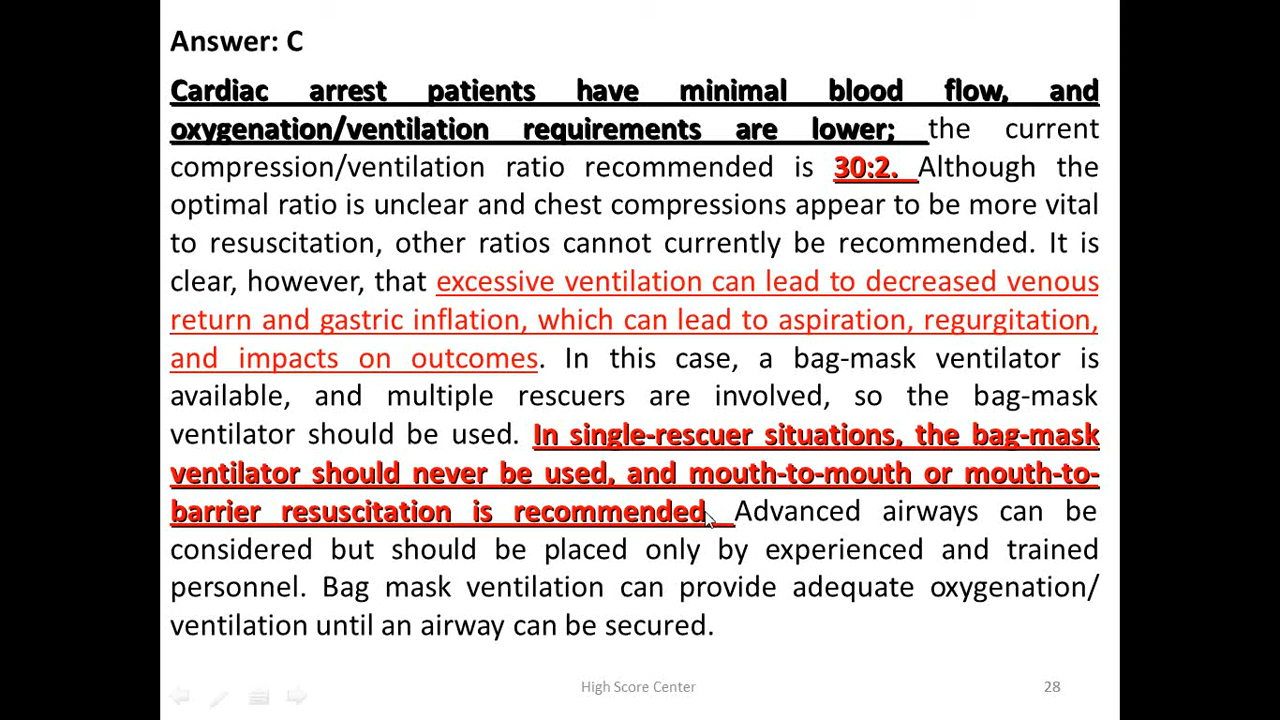 Answer: C
Cardiac arrest patients have minimal blood flow, and
oxygenation/ventilation requirements are lower; the current
compression/ventilation ratio recommended is 30:2. Although the
optimal ratio is unclear and chest compressions appear to be more vital
to resuscitation, other ratios cannot currently be recommended. It is
clear, however, that excessive ventilation can lead to decreased venous
return and gastric inflation, which can lead to aspiration, regurgitation,
and impacts on outcomes. In this case, a bag-mask ventilator is
available, and multiple rescuers are involved, so the bag-mask
ventilator should be used. In single-rescuer situations, the bag-mask
ventilator should never be used, and mouth-to-mouth or mouth-to-
barrier resuscitation is recommended. Advanced airways can be
considered but should be placed only by experienced and trained
personnel. Bag mask ventilation can provide adequate oxygenation/
ventilation until an airway can be secured.
High Score Center
28